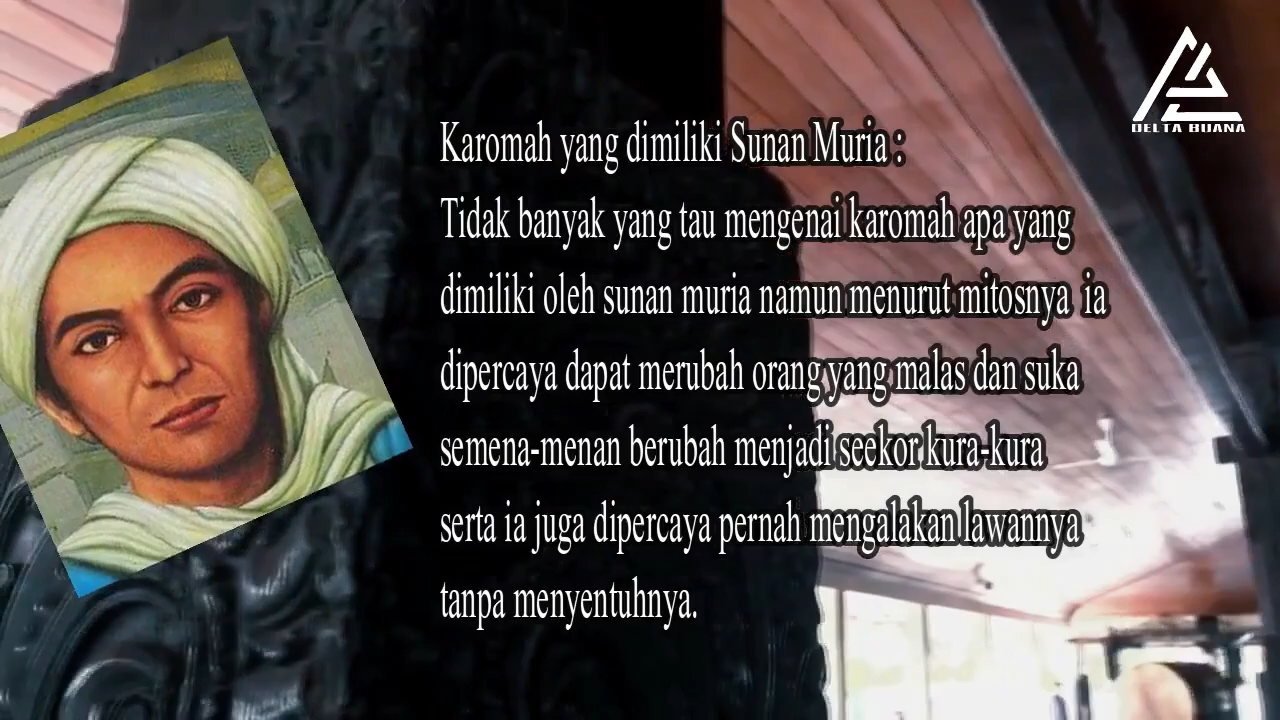 DELTA BUANA
Karomah yang dimiliki Sunan Muria :
Tidak banyak yang tau mengenai karomah apa yang
dimiliki oleh sunan muria namun menurut mitosnya ia
dipercaya dapat merubah orang yang malas dan suka
semena-menan berubah menjadi seekor kura-kura
serta ia juga dipercaya pernah mengalakan lawannya
tanpa menyentuhnya.